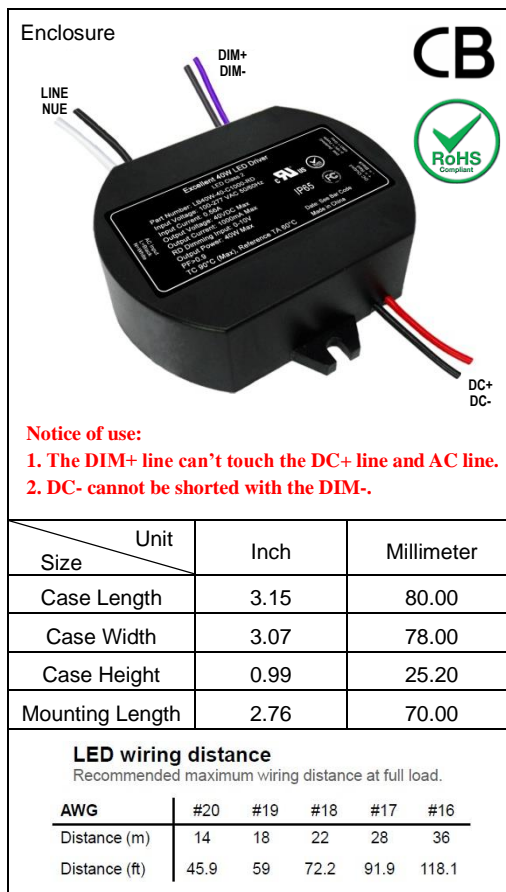 Enclosure
CB
DIM+
DIM-
LINE
NUE
RoHS
Compliant
Excellent 40W LED Driver
LED Class 2
Part Number: LB40W-40-C1000-RD
Input Voltage: 100-277 VAC 50/60Hz
Input Current: 0.56A
Output Voltage: 40VDC Max
Output Current: 1000mA Max
RD Dimming Input: 0-10V
Output Power: 40W Max
PF>0.9
TC 90°C (Max), Reference TA 50°C
IP65
Date: See Bar Code
Made in China
AC Input
DC+
DC-
Notice of use:
1. The DIM+ line can’t touch the DC+ line and AC line.
2. DC- cannot be shorted with the DIM-.
Unit
Size
Inch
Millimeter
Case Length 3.15 80.00
Case Width 3.07 78.00
Case Height 0.99 25.20
Mounting Length 2.76 70.00
LED wiring distance
Recommended maximum wiring distance at full load.
AWG #20 #19 #18 #17 #16
Distance (m) 14 18 22 28 36
Distance (ft) 45.9 59 72.2 91.9 118.1